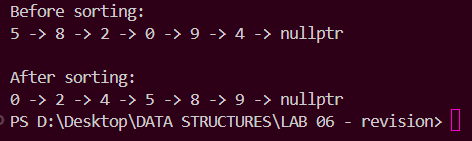 Before sorting:
5 -> 8 -> 2 -> 0 -> 9 -> 4 -> nullptr
After sorting:
0 -> 2 -> 4 -> 5 -> 8 -> 9 -> nullptr
PS D:\Desktop\DATA STRUCTURES\LAB 06 - revision>